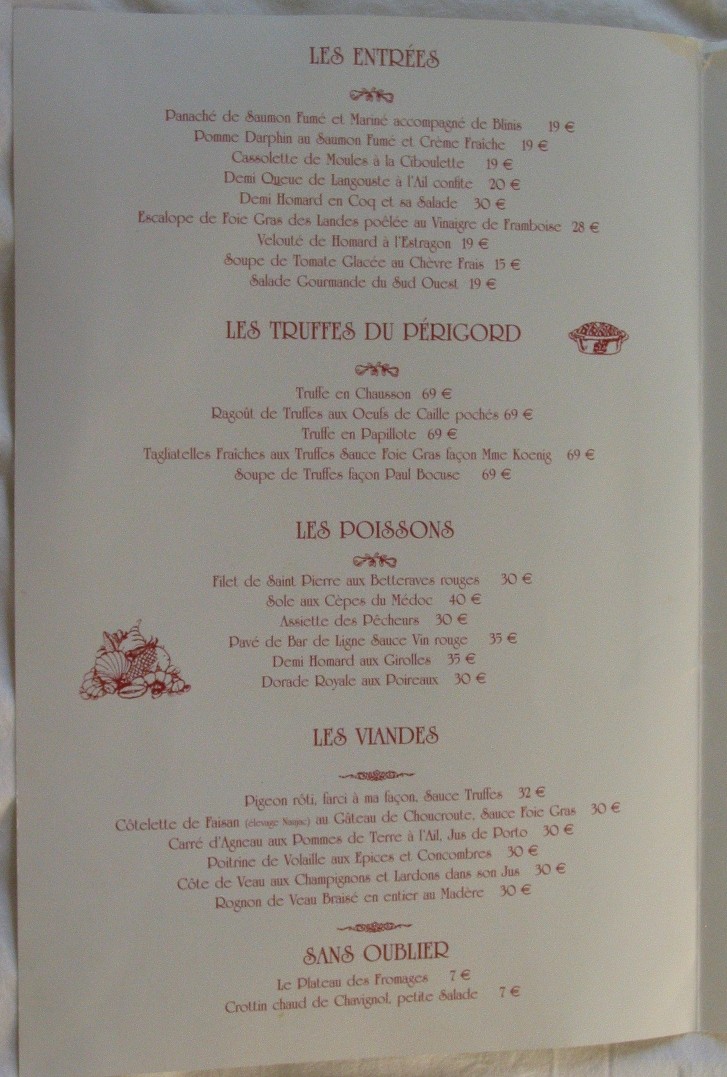 LES ENTRÉES
Panaché de Saumon Fumé et Mariné accompagné de Blinis 19 €
Pomme Darphin au Saumon Fumé et Crème Fraîche 19 €
Cassolette de Moules à la Ciboulette 19 €
Demi Queue de Langouste à l'Ail confite 20 €
Demi Homard en Coq et sa Salade 30 €
Escalope de Foie Gras des Landes poêlée au Vinaigre de Framboise 28 €
Velouté de Homard à l'Estragon 19 €
Soupe de Tomate Glacée au Chèvre Frais 15 €
Salade Gourmande du Sud Ouest 19 €
LES TRUFFES DU PÉRIGORD
Truffe en Chausson 69 €
Ragoût de Truffes aux Oeufs de Caille pochés 69 €
Truffe en Papillote 69 €
Tagliatelles Fraîches aux Truffes Sauce Foie Gras façon Mme Koenig 69 €
Soupe de Truffes façon Paul Bocuse 69 €
LES POISSONS
Filet de Saint Pierre aux Betteraves rouges 30 €
Sole aux Cèpes du Médoc 40 €
Assiette des Pêcheurs 30 €
Pavé de Bar de Ligne Sauce Vin rouge 35 €
Demi Homard aux Girolles 35 €
Dorade Royale aux Poireaux 30 €
LES VIANDES
Pigeon rôti, farci à ma façon, Sauce Truffes 32 €
Côtelette de Faisan (élevage) au Gâteau de Choucroute, Sauce Foie Gras 30 €
Carré d'Agneau aux Pommes de Terre à l'Ail, Jus de Porto 30 €
Poitrine de Volaille aux Epices et Concombres 30 €
Côte de Veau aux Champignons et Lardons dans son Jus 30 €
Rognon de Veau Braisé en entier au Madère 30 €
SANS OUBLIER
Le Plateau des Fromages 7 €
Crottin chaud de Chavignol, petite Salade 7 €